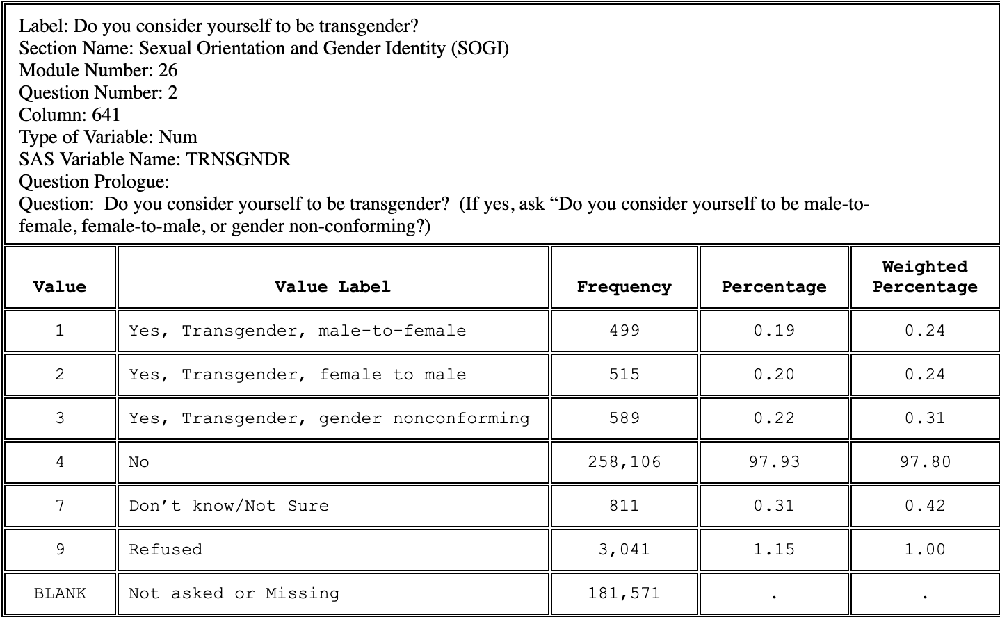 Label: Do you consider yourself to be transgender?
Section Name: Sexual Orientation and Gender Identity (SOGI)
Module Number: 26
Question Number: 2
Column: 641
Type of Variable: Num
SAS Variable Name: TRNSGNDR
Question Prologue:
Question:  Do you consider yourself to be transgender?  (If yes, ask “Do you consider yourself to be male-to-
female, female-to-male, or gender non-conforming?)
Value Value Label Frequency Percentage Weighted Percentage
1 Yes, Transgender, male-to-female 499 0.19 0.24
2 Yes, Transgender, female to male 515 0.20 0.24
3 Yes, Transgender, gender nonconforming 589 0.22 0.31
4 No 258,106 97.93 97.80
7 Don’t know/Not Sure 811 0.31 0.42
9 Refused 3,041 1.15 1.00
BLANK Not asked or Missing 181,571 . .